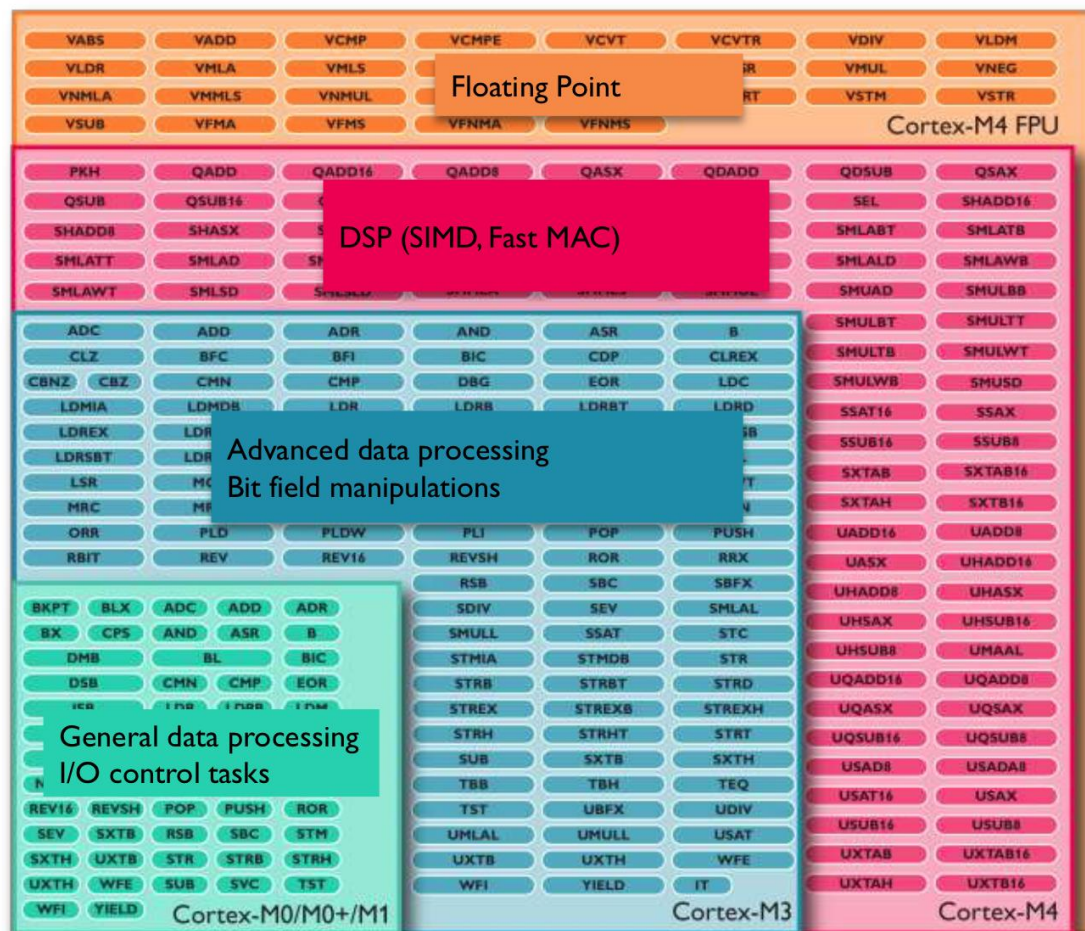 VABS VADD VCMP VCMPE VCVT VCVTR VDIV VLDM
VLDR VMLA VMLS VMUL VNEG
VNMLA VMMLS VNMUL VSTM VSTR
Floating Point
VSUB VFMA VFMS VFNMA VFNMS
Cortex-M4 FPU
PKH QADD QADD16 QADD8 QASX QDADD QDSUB QSAX
QSUB QSUB16 SEL SHADD16
SHADD8 SHASX SMLABT SMLATB
DSP (SIMD, Fast MAC)
SMLATT SMLAD SMLALD SMLAWB
SMLAWT SMLSD SMLSLD SMUAD SMULBB
SMULBT SMULTT
SMULTB SMULWT
SMULWB SMUSD
SSAT16 SSAX
SSUB16 SSUB8
SXTAB SXTAB16
SXTAH SXTB16
UADD16 UADD8
UASX UHADD16
UHADD8 UHASX
UHSAX UHSUB16
UHSUB8 UMAAL
UQADD16 UQADD8
UQASX UQSAX
UQSUB16 UQSUB8
USAD8 USADA8
USAT16 USAX
USUB16 USUB8
UXTAB UXTAB16
UXTAH UXTB16
Cortex-M4
ADC ADD ADR AND ASR B
CLZ BFC BFI BIC CDP CLREX
CBNZ CBZ CMN CMP DBG EOR LDC
LDMIA LDMDB LDR LDRB LDRBT LDRD
LDREX
LDRSBT
Advanced data processing
Bit field manipulations
LSR
MRC
ORR PLD PLDW PLI POP PUSH
RBIT REV REV16 REVSH ROR RRX
RSB SBC SBFX
SDIV SEV SMLAL
SMULL SSAT STC
STMIA STMDB STR
STRB STRBT STRD
STREX STREXB STREXH
STRH STRHT STRT
SUB SXTB SXTH
TBB TBH TEQ
TST UBFX UDIV
UMLAL UMULL USAT
UXTB UXTH WFE
WFI YIELD IT
Cortex-M3
BKPT BLX ADC ADD ADR
BX CPS AND ASR B
DMB BL BIC
DSB CMN CMP EOR
ISB LDR LDRB LDM
General data processing
I/O control tasks
REV16 REVSH POP PUSH ROR
SEV SXTB RSB SBC STM
SXTH UXTB STR STRB STRH
UXTH WFE SUB SVC TST
WFI YIELD
Cortex-M0/M0+/M1